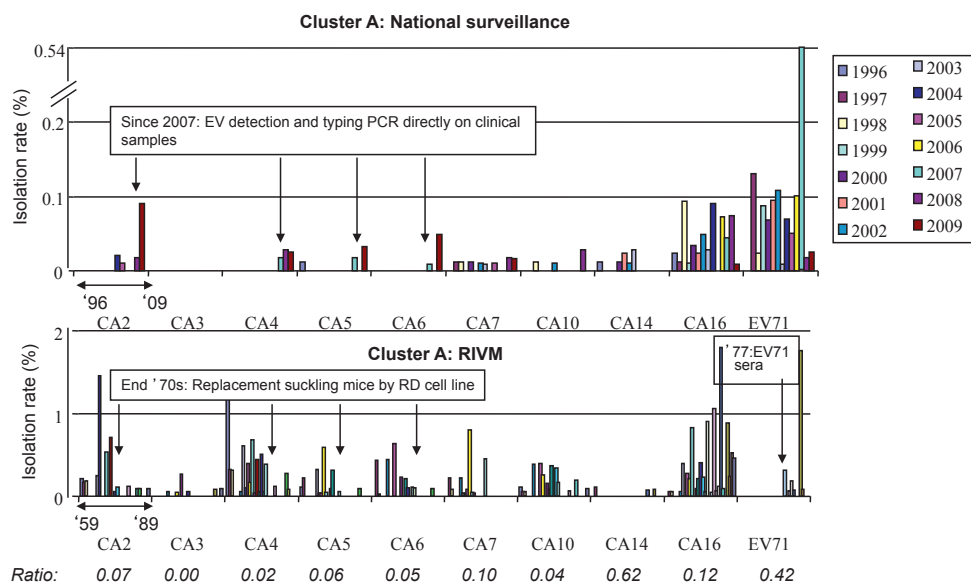 Cluster A: National surveillance
Isolation rate (%)
0.54
0.2
0.1
0
Since 2007: EV detection and typing PCR directly on clinical
samples
1996
1997
1998
1999
2000
2001
2002
2003
2004
2005
2006
2007
2008
2009
‘96 ‘09
CA2 CA3 CA4 CA5 CA6 CA7 CA10 CA14 CA16 EV71
Cluster A: RIVM
Isolation rate (%)
2
1
0
End ’70s: Replacement suckling mice by RD cell line
’77:EV71
sera
‘59 ‘89
CA2 CA3 CA4 CA5 CA6 CA7 CA10 CA14 CA16 EV71
Ratio: 0.07 0.00 0.02 0.06 0.05 0.10 0.04 0.62 0.12 0.42